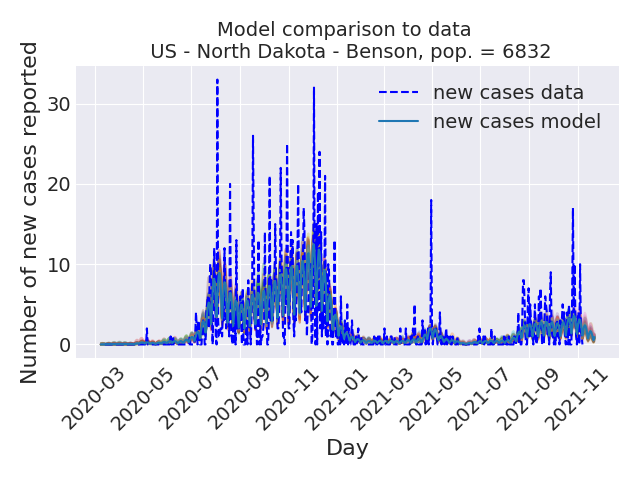 Model comparison to data
US - North Dakota - Benson, pop. = 6832
Number of new cases reported
30
20
10
0
new cases data
new cases model
2020-03
2020-05
2020-07
2020-09
2020-11
2021-01
2021-03
2021-05
2021-07
2021-09
2021-11
Day